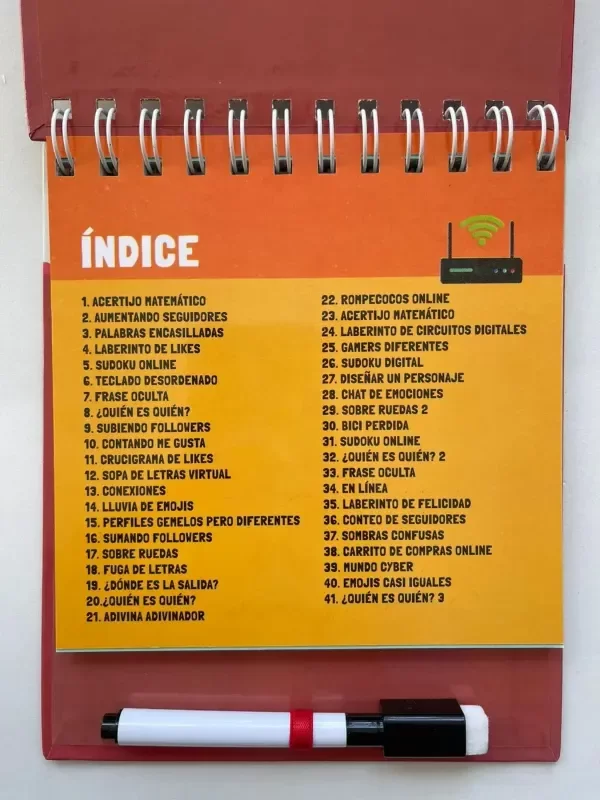 ÍNDICE
1. ACERTIJO MATEMÁTICO
2. AUMENTANDO SEGUIDORES
3. PALABRAS ENCASILLADAS
4. LABERINTO DE LIKES
5. SUDOKU ONLINE
6. TECLADO DESORDENADO
7. FRASE OCULTA
8. ¿QUIÉN ES QUIÉN?
9. SUBIENDO FOLLOWERS
10. CONTANDO ME GUSTA
11. CRUCIGRAMA DE LIKES
12. SOPA DE LETRAS VIRTUAL
13. CONEXIONES
14. LLUVIA DE EMOJIS
15. PERFILES GEMELOS PERO DIFERENTES
16. SUMANDO FOLLOWERS
17. SOBRE RUEDAS
18. FUGA DE LETRAS
19. ¿DÓNDE ES LA SALIDA?
20.¿QUIÉN ES QUIÉN?
21. ADIVINA ADIVINADOR
22. ROMPECOCOS ONLINE
23. ACERTIJO MATEMÁTICO
24. LABERINTO DE CIRCUITOS DIGITALES
25. GAMERS DIFERENTES
26. SUDOKU DIGITAL
27. DISEÑAR UN PERSONAJE
28. CHAT DE EMOCIONES
29. SOBRE RUEDAS 2
30. BICI PERDIDA
31. SUDOKU ONLINE
32. ¿QUIÉN ES QUIÉN? 2
33. FRASE OCULTA
34. EN LÍNEA
35. LABERINTO DE FELICIDAD
36. CONTEO DE SEGUIDORES
37. SOMBRAS CONFUSAS
38. CARRITO DE COMPRAS ONLINE
39. MUNDO CYBER
40. EMOJIS CASI IGUALES
41. ¿QUIÉN ES QUIÉN? 3